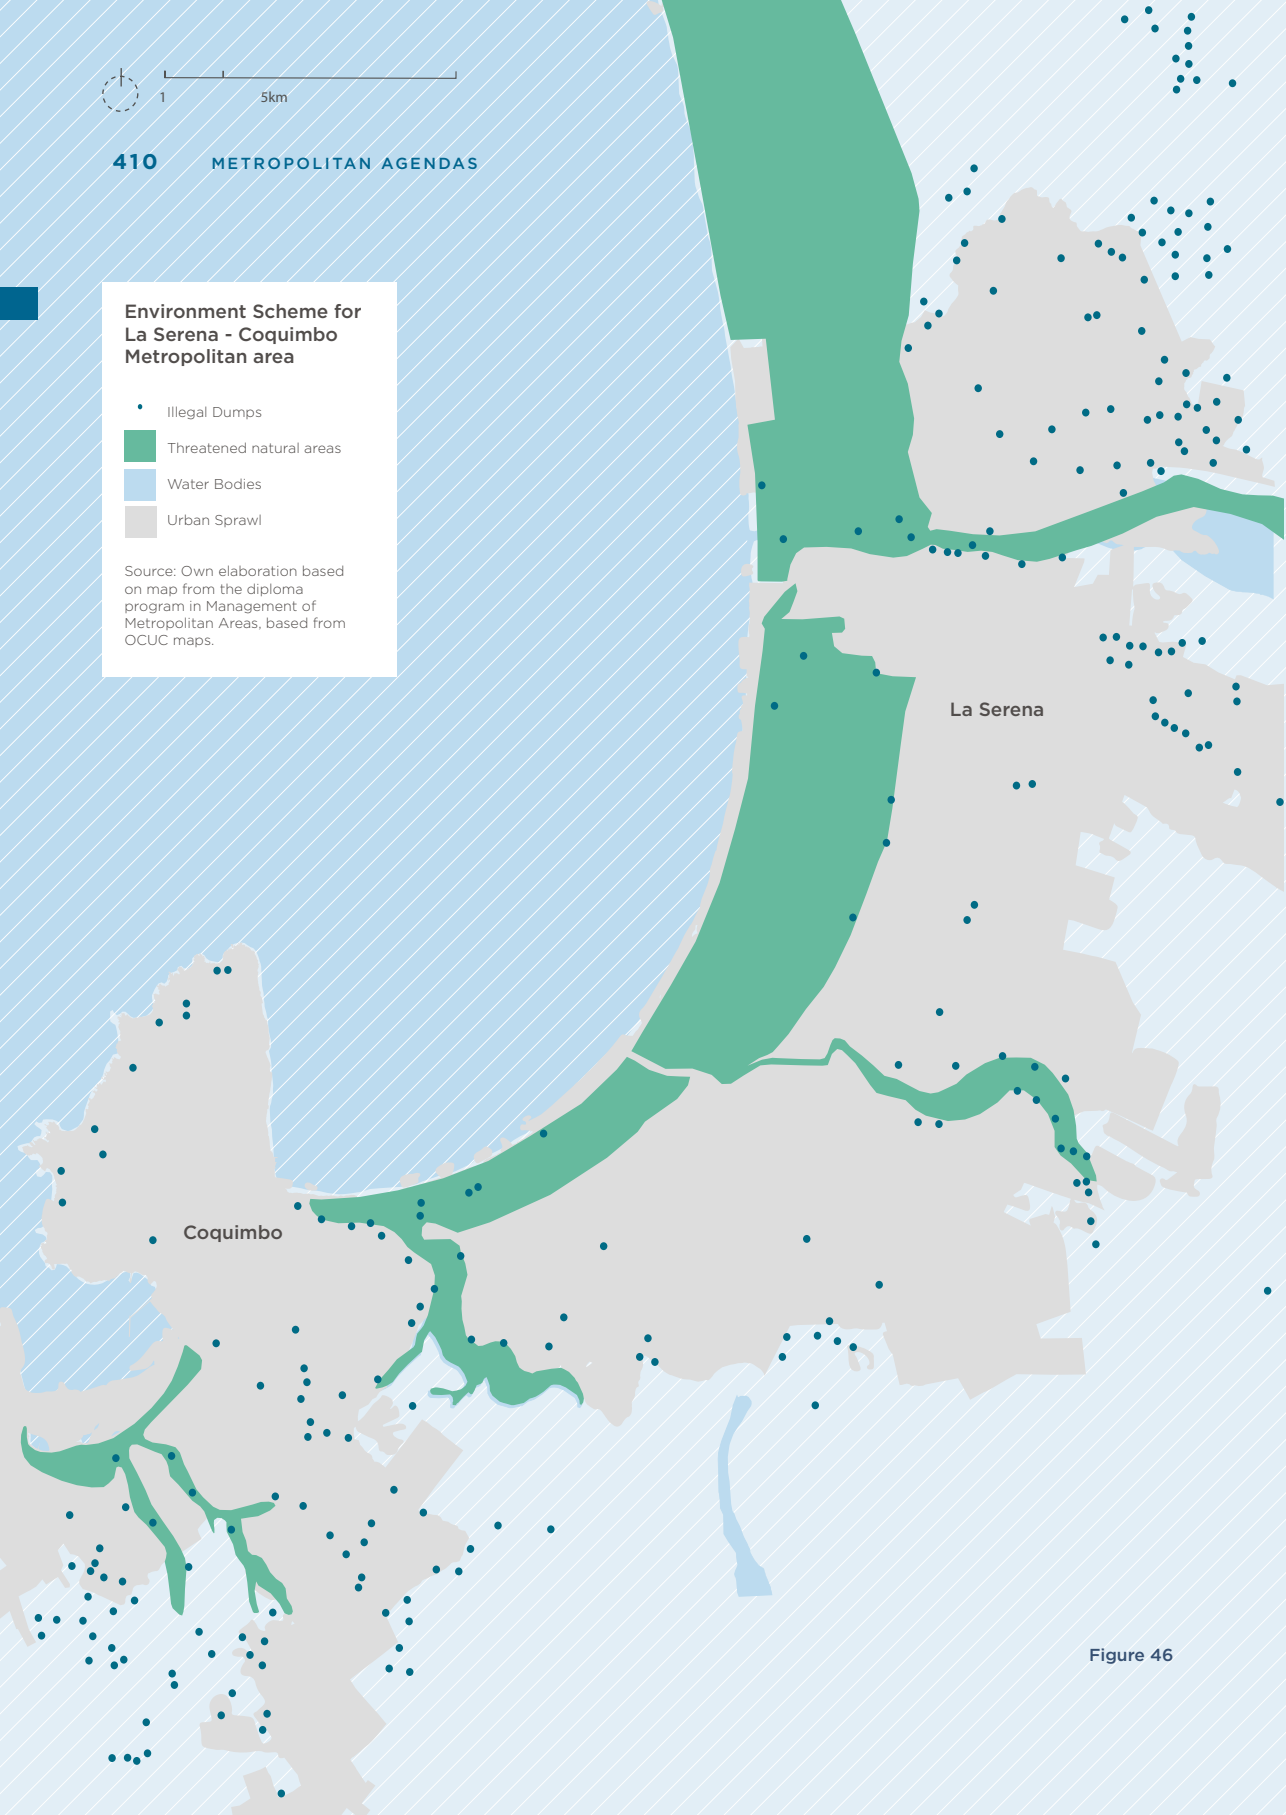 1 5km
410 METROPOLITAN AGENDAS
Environment Scheme for
La Serena - Coquimbo
Metropolitan area
Illegal Dumps
Threatened natural areas
Water Bodies
Urban Sprawl
Source: Own elaboration based
on map from the diploma
program in Management of
Metropolitan Areas, based from
OCUC maps.
La Serena
Coquimbo
Figure 46